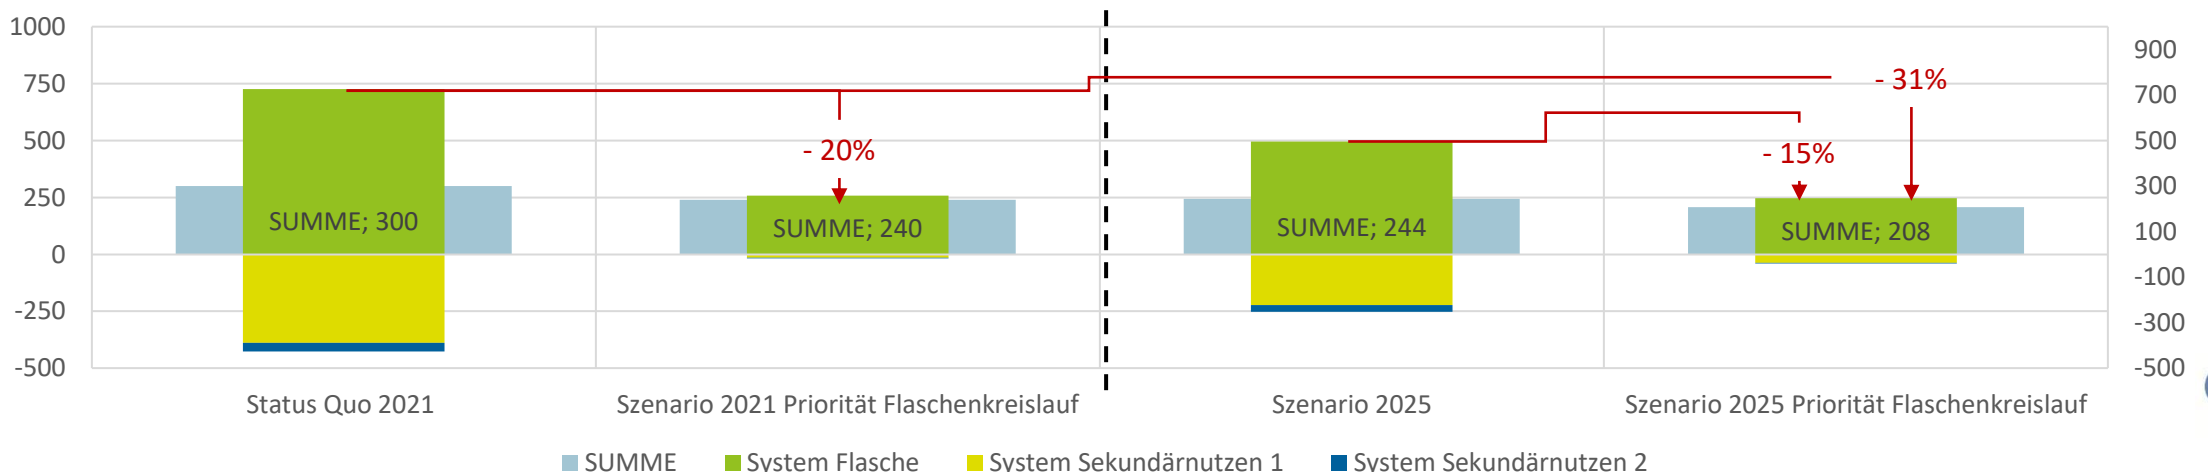 1000
750
500
250
0
-250
-500
900
700
500
300
100
-100
-300
-500
- 20%
- 31%
- 15%
SUMME; 300
SUMME; 240
SUMME; 244
SUMME; 208
Status Quo 2021
Szenario 2021 Priorität Flaschenkreislauf
Szenario 2025
Szenario 2025 Priorität Flaschenkreislauf
SUMME
System Flasche
System Sekundärnutzen 1
System Sekundärnutzen 2